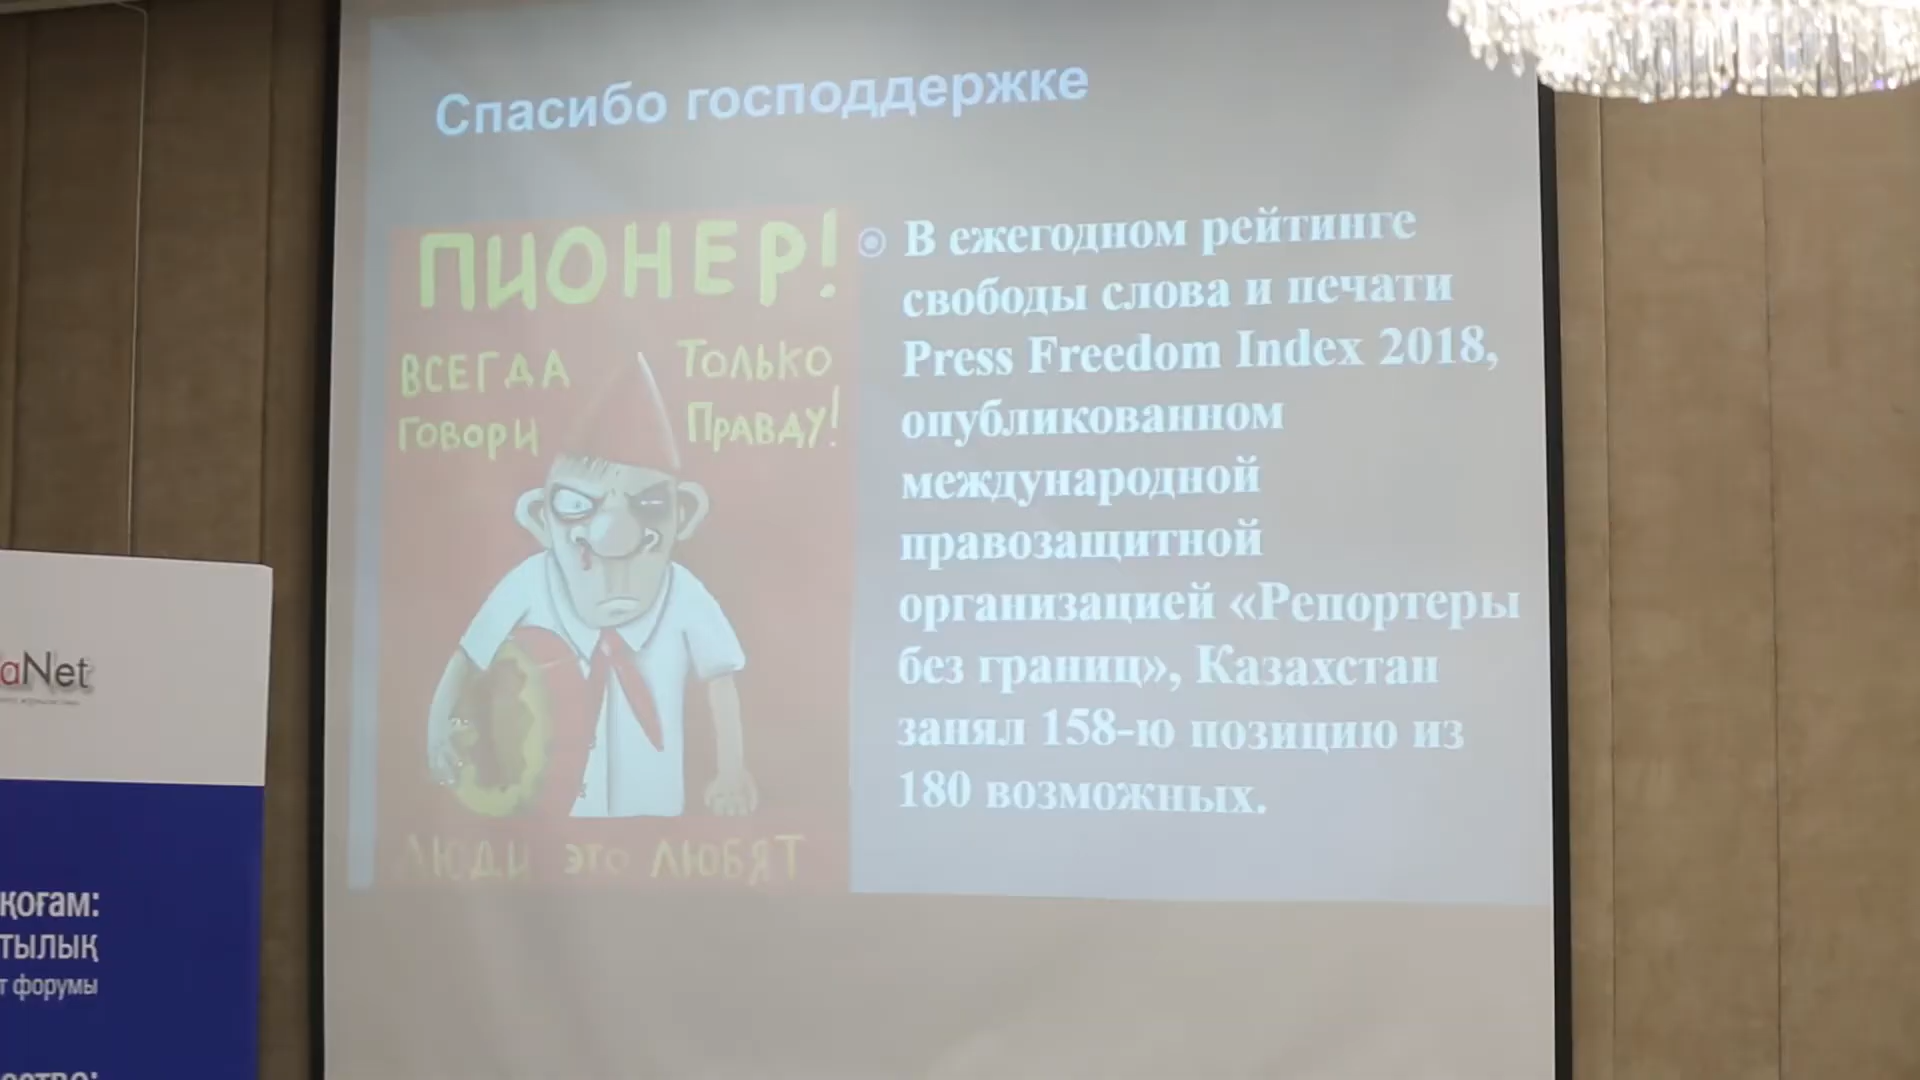 Спасибо господдержке
ПИОНЕР!
ВСЕГДА ТОЛЬКО
ГОВОРИ ПРАВДУ!
ЛЮДИ ЭТО ЛЮБЯТ
В ежегодном рейтинге
свободы слова и печати
Press Freedom Index 2018,
опубликованном
международной
правозащитной
организацией «Репортеры
без границ», Казахстан
занял 158-ю позицию из
180 возможных.
aNet
қоғам:
тылық
т форумы